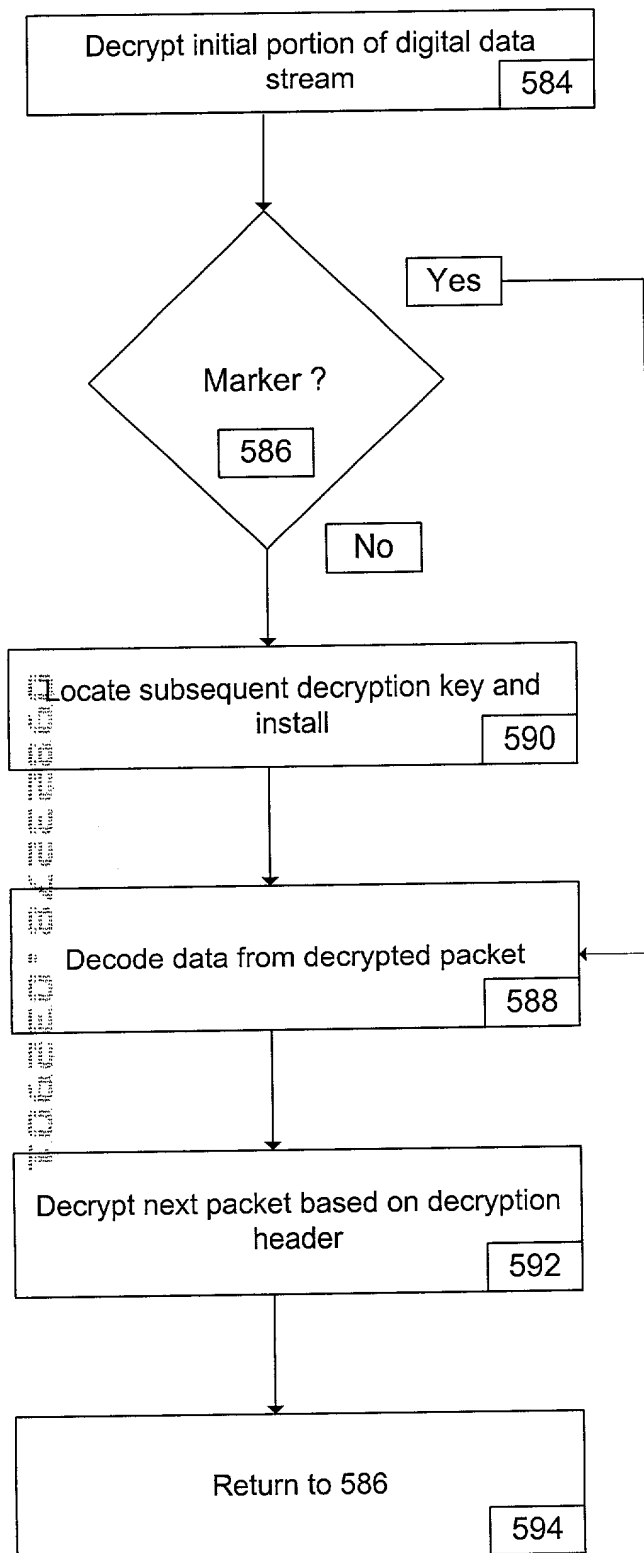 Decrypt initial portion of digital data
stream
584
Yes
Marker ?
586
No
Locate subsequent decryption key and
install
590
Decode data from decrypted packet
588
Decrypt next packet based on decryption
header
592
Return to 586
594